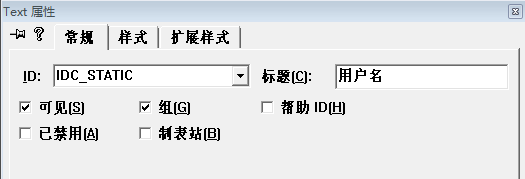 Text 属性
? 常规 样式 扩展样式
ID: IDC_STATIC 标题(C): 用户名
可见(S) 组(G) 帮助 ID(H)
已禁用(A) 制表站(B)